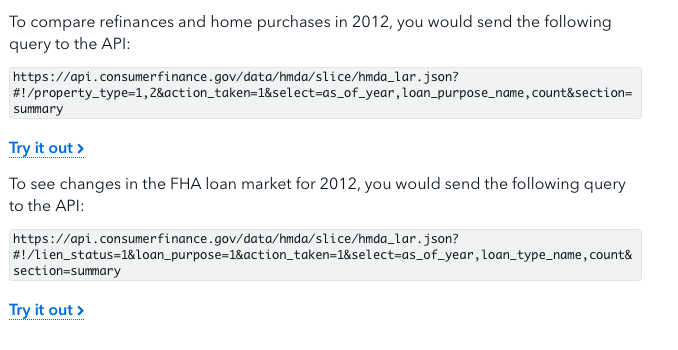 To compare refinances and home purchases in 2012, you would send the following
query to the API:
https://api.consumerfinance.gov/data/hmda/slice/hmda_lar.json?
#!/property_type=1,2&action_taken=1&select=as_of_year,loan_purpose_name,count&section=
summary
Try it out >
To see changes in the FHA loan market for 2012, you would send the following query
to the API:
https://api.consumerfinance.gov/data/hmda/slice/hmda_lar.json?
#!/lien_status=1&loan_purpose=1&action_taken=1&select=as_of_year,loan_type_name,count&
section=summary
Try it out >